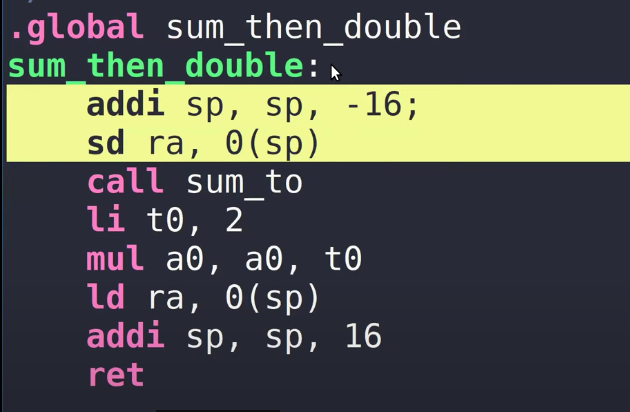 .global sum_then_double
sum_then_double:
    addi sp, sp, -16;
    sd ra, 0(sp)
    call sum_to
    li t0, 2
    mul a0, a0, t0
    ld ra, 0(sp)
    addi sp, sp, 16
    ret